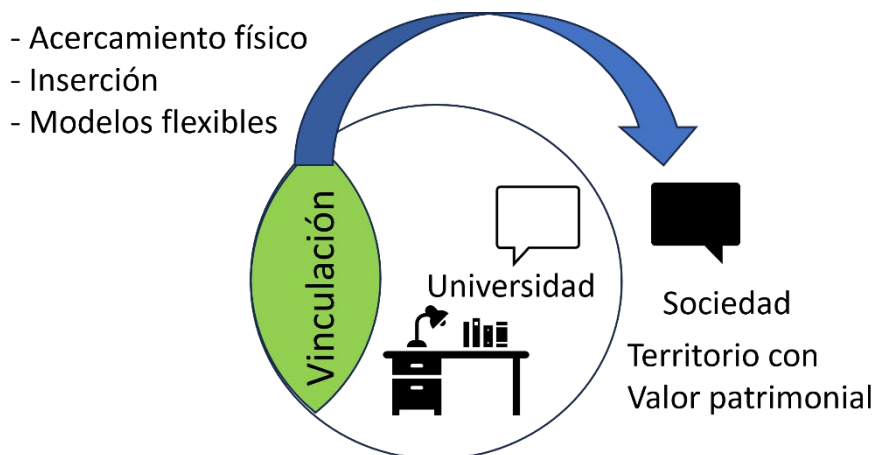 - Acercamiento físico
- Inserción
- Modelos flexibles
Vinculación
Universidad
Sociedad
Territorio con
Valor patrimonial